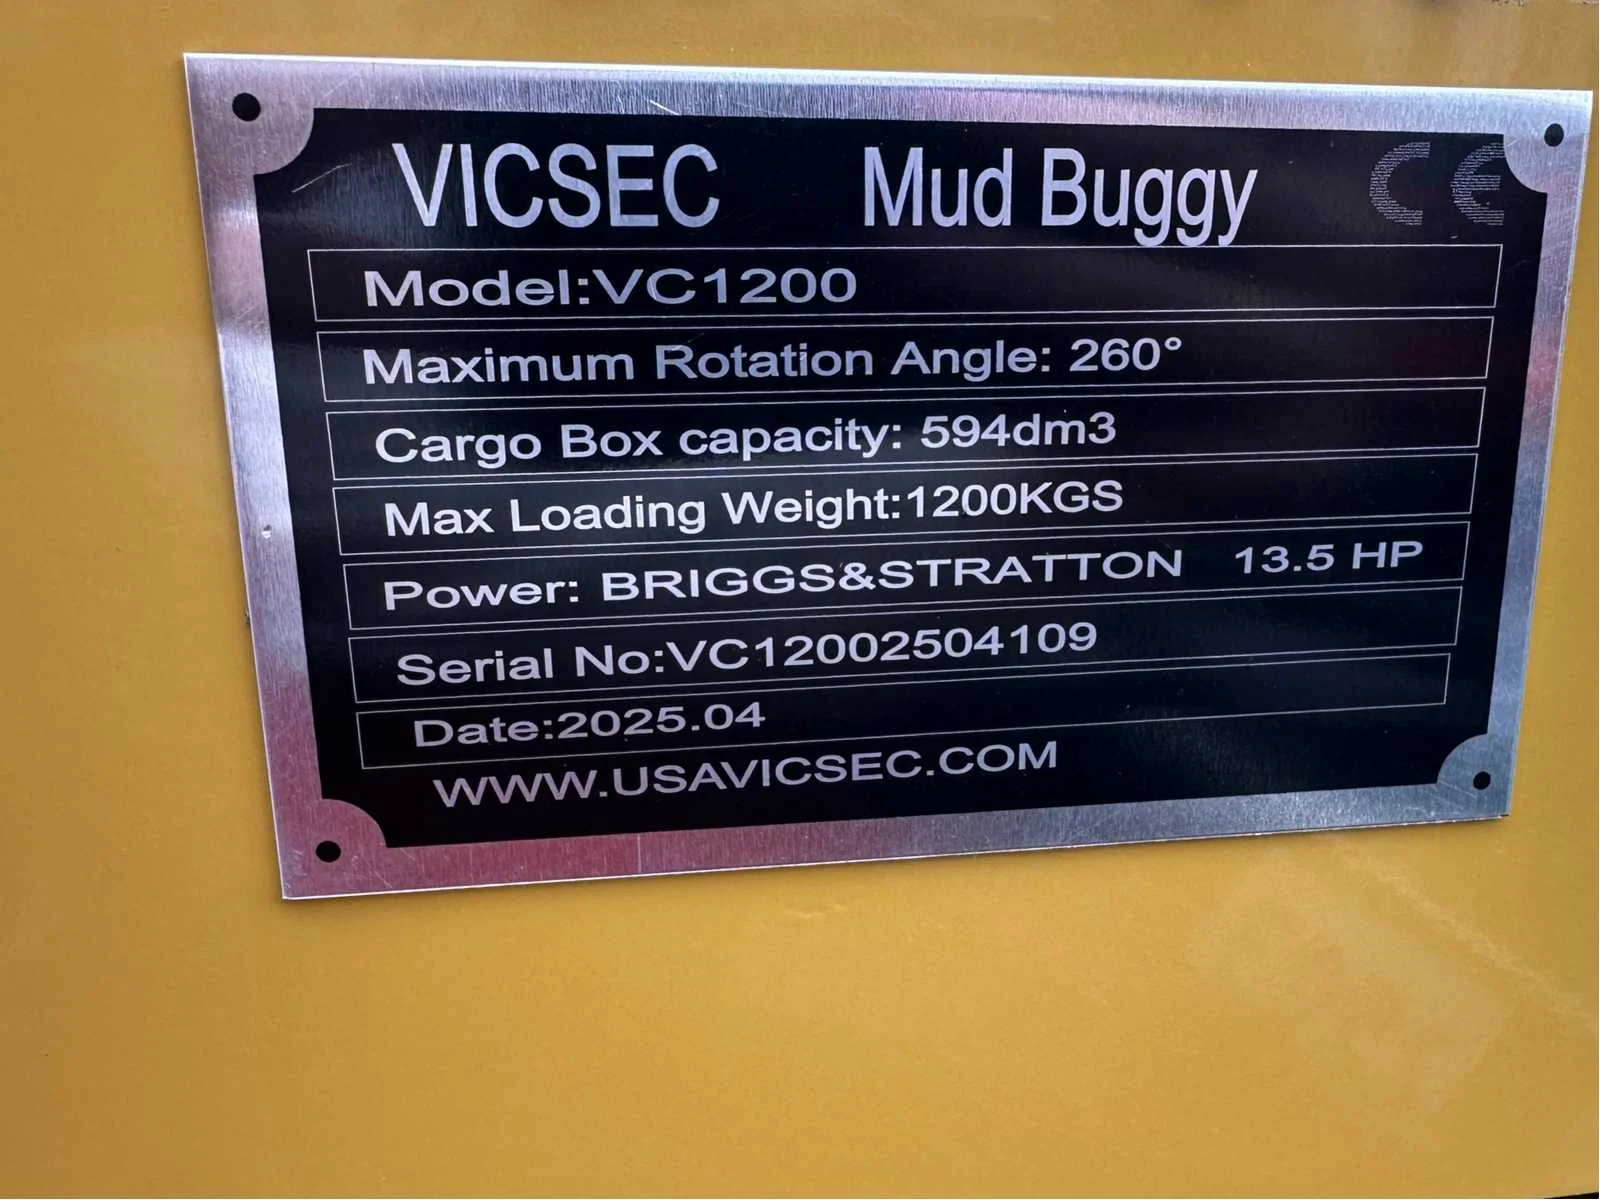 VICSEC Mud Buggy CE
Model:VC1200
Maximum Rotation Angle: 260°
Cargo Box capacity: 594dm3
Max Loading Weight:1200KGS
Power: BRIGGS&STRATTON 13.5 HP
Serial No:VC12002504109
Date:2025.04
WWW.USAVICSEC.COM